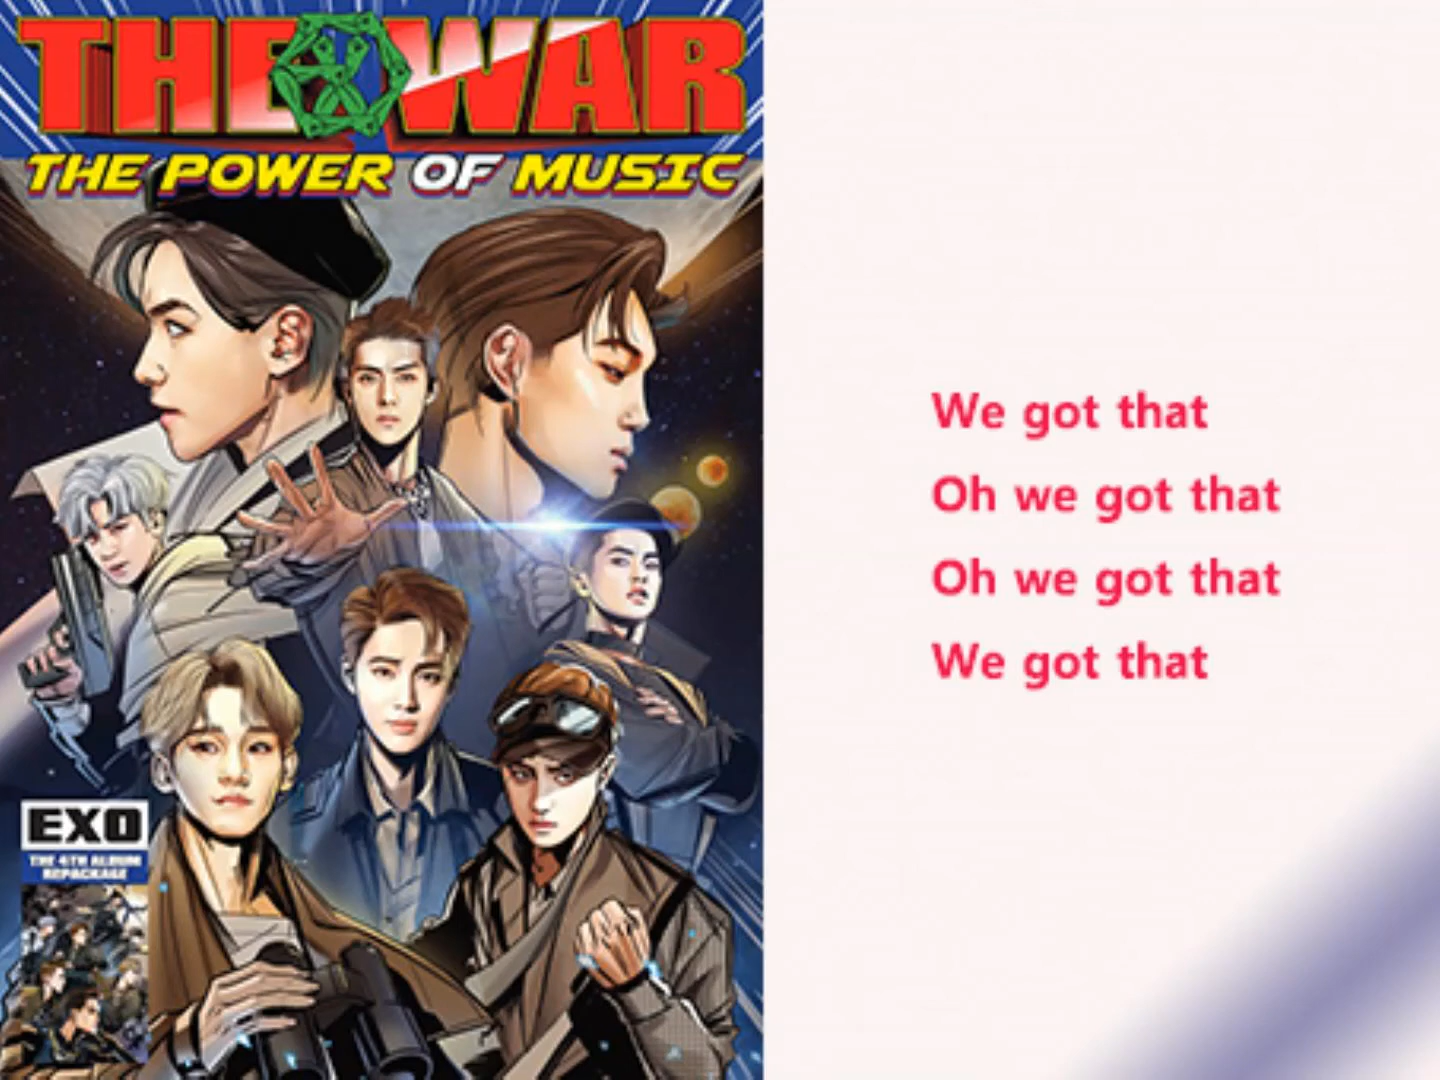 THE WAR
THE POWER OF MUSIC
EXO
THE 4TH ALBUM
REPACKAGE
We got that
Oh we got that
Oh we got that
We got that